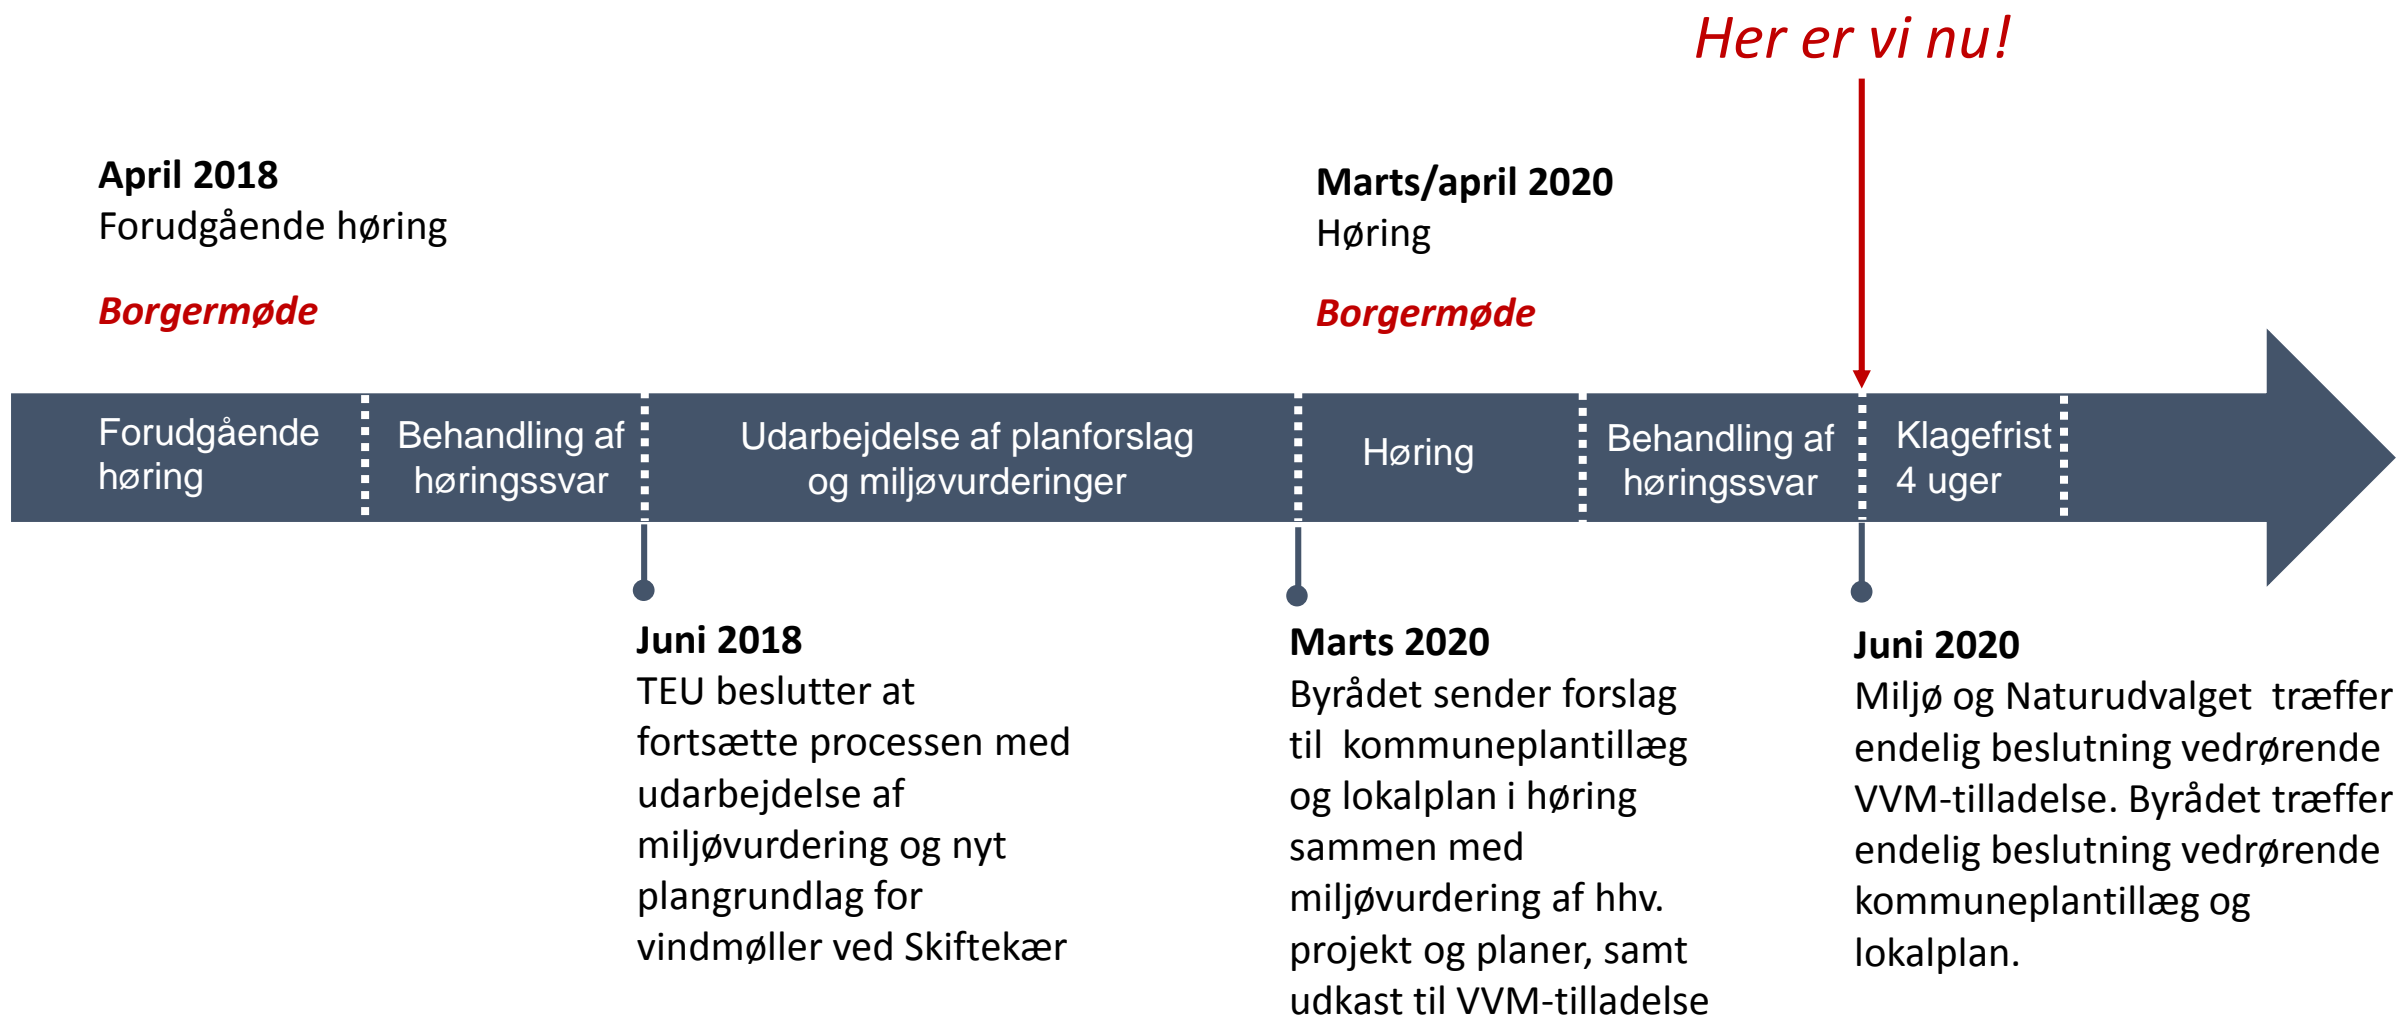 Her er vi nu!
April 2018
Forudgående høring
Borgermøde
Marts/april 2020
Høring
Borgermøde
Forudgående
høring
Behandling af
høringssvar
Udarbejdelse af planforslag
og miljøvurderinger
Høring
Behandling af
høringssvar
Klagefrist
4 uger
Juni 2018
TEU beslutter at
fortsætte processen med
udarbejdelse af
miljøvurdering og nyt
plangrundlag for
vindmøller ved Skiftekær
Marts 2020
Byrådet sender forslag
til kommuneplantillæg
og lokalplan i høring
sammen med
miljøvurdering af hhv.
projekt og planer, samt
udkast til VVM-tilladelse
Juni 2020
Miljø og Naturudvalget træffer
endelig beslutning vedrørende
VVM-tilladelse. Byrådet træffer
endelig beslutning vedrørende
kommuneplantillæg og
lokalplan.